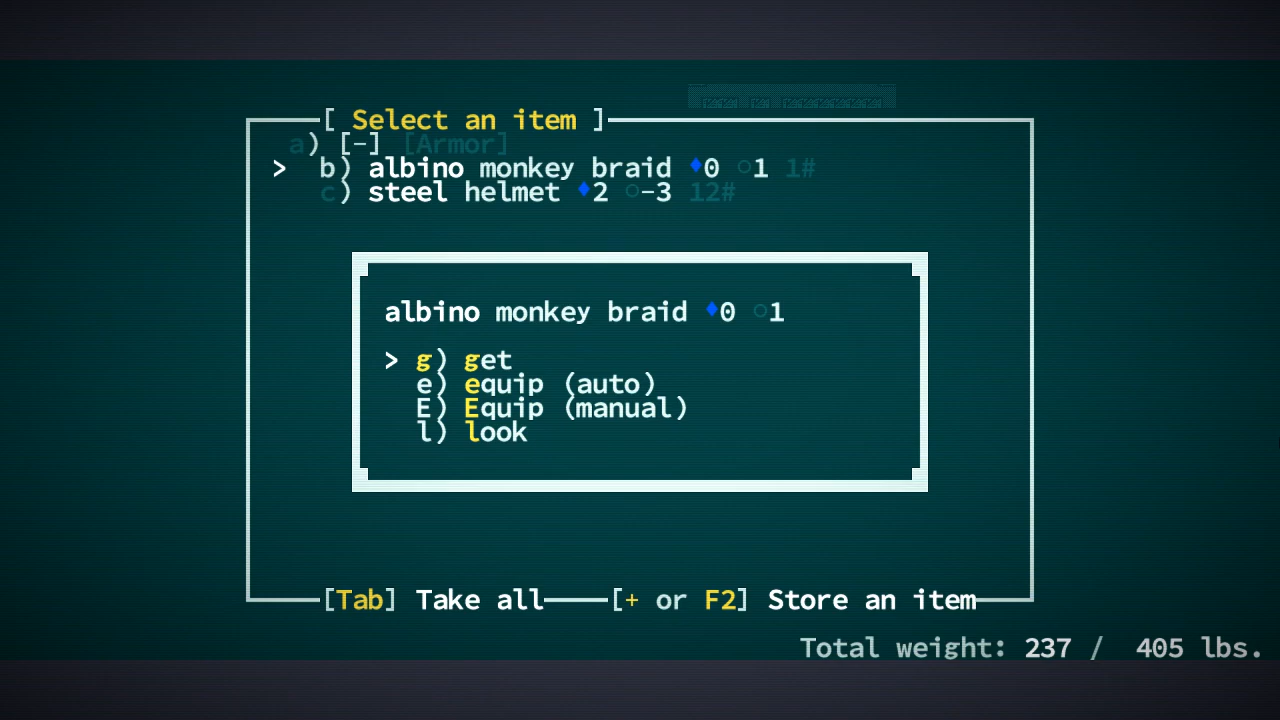 [ Select an item ]
a) [-] [Armor]
> b) albino monkey braid ♦0 ○1 1#
c) steel helmet ♦2 ○-3 12#
albino monkey braid ♦0 ○1
> g) get
e) equip (auto)
E) Equip (manual)
l) look
[Tab] Take all [+ or F2] Store an item
Total weight: 237 / 405 lbs.